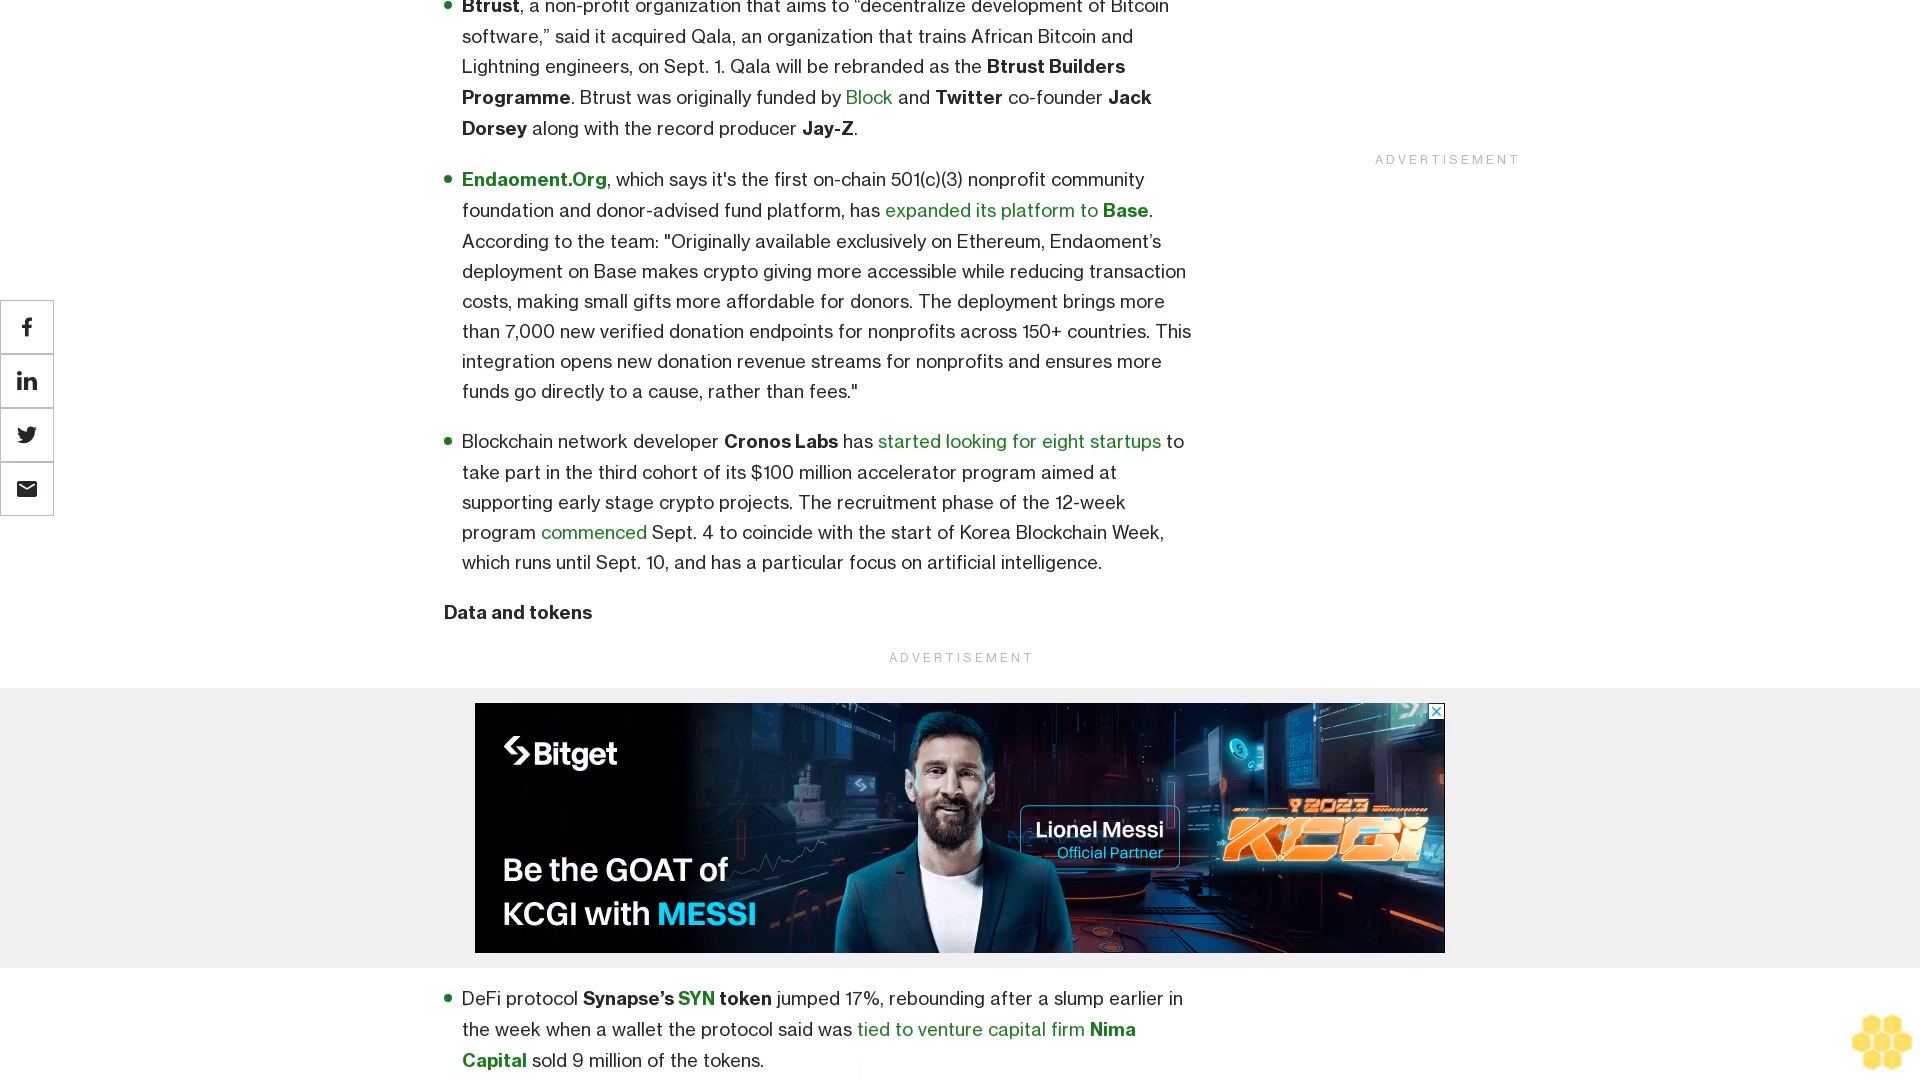 Btrust, a non-profit organization that aims to “decentralize development of Bitcoin
software,” said it acquired Qala, an organization that trains African Bitcoin and
Lightning engineers, on Sept. 1. Qala will be rebranded as the Btrust Builders
Programme. Btrust was originally funded by Block and Twitter co-founder Jack
Dorsey along with the record producer Jay-Z.
ADVERTISEMENT
Endaoment.Org, which says it's the first on-chain 501(c)(3) nonprofit community
foundation and donor-advised fund platform, has expanded its platform to Base.
According to the team: "Originally available exclusively on Ethereum, Endaoment’s
deployment on Base makes crypto giving more accessible while reducing transaction
costs, making small gifts more affordable for donors. The deployment brings more
than 7,000 new verified donation endpoints for nonprofits across 150+ countries. This
integration opens new donation revenue streams for nonprofits and ensures more
funds go directly to a cause, rather than fees."
Blockchain network developer Cronos Labs has started looking for eight startups to
take part in the third cohort of its $100 million accelerator program aimed at
supporting early stage crypto projects. The recruitment phase of the 12-week
program commenced Sept. 4 to coincide with the start of Korea Blockchain Week,
which runs until Sept. 10, and has a particular focus on artificial intelligence.
Data and tokens
ADVERTISEMENT
Bitget
Be the GOAT of
KCGI with MESSI
Lionel Messi
Official Partner
2023
KCGI
DeFi protocol Synapse’s SYN token jumped 17%, rebounding after a slump earlier in
the week when a wallet the protocol said was tied to venture capital firm Nima
Capital sold 9 million of the tokens.